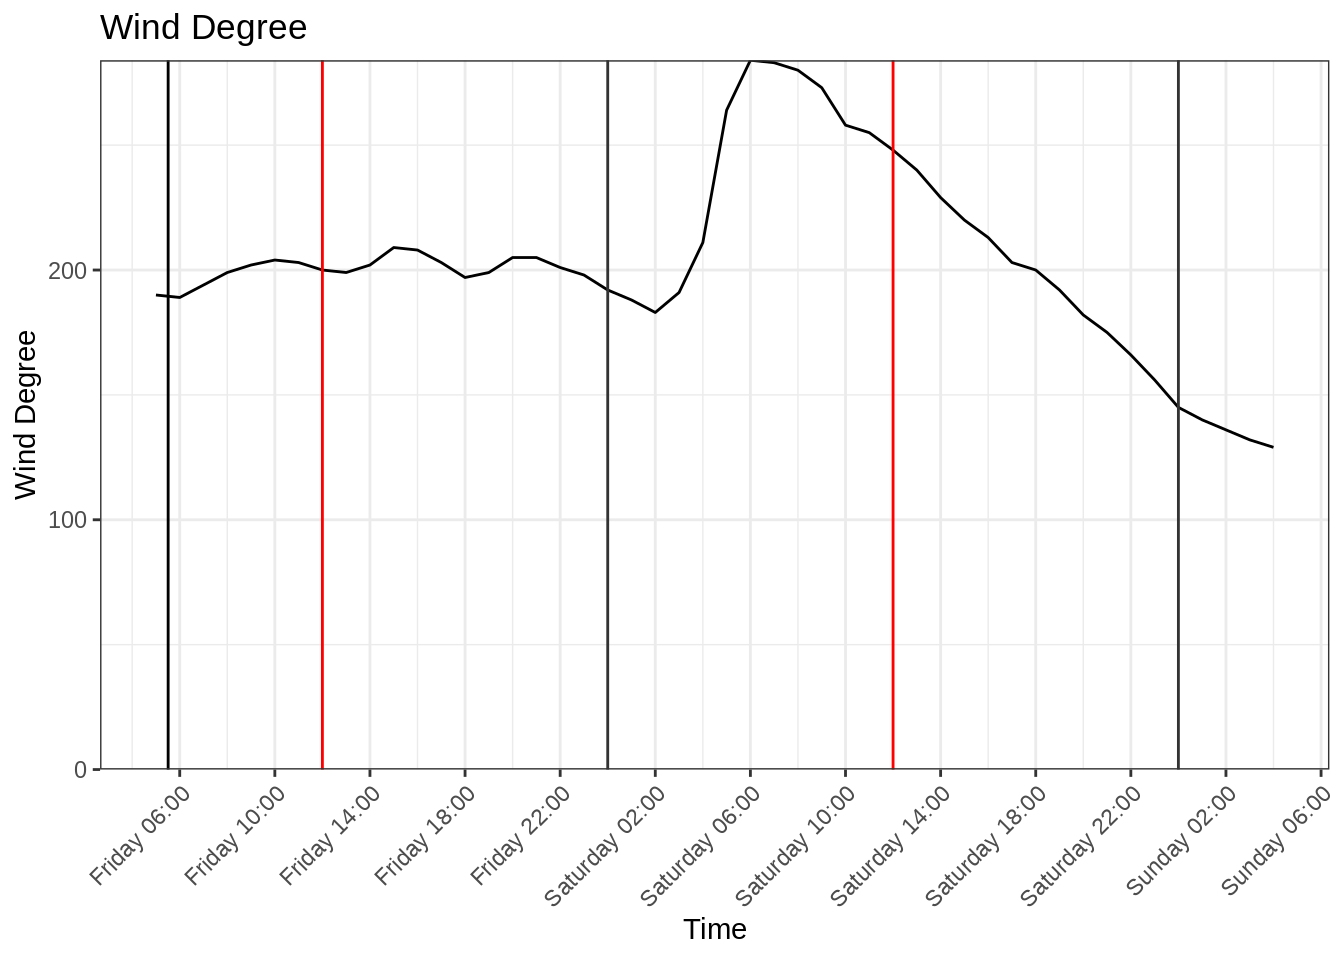 Wind Degree
Wind Degree
200
100
0
Friday 06:00
Friday 10:00
Friday 14:00
Friday 18:00
Friday 22:00
Saturday 02:00
Saturday 06:00
Saturday 10:00
Saturday 14:00
Saturday 18:00
Saturday 22:00
Sunday 02:00
Sunday 06:00
Time